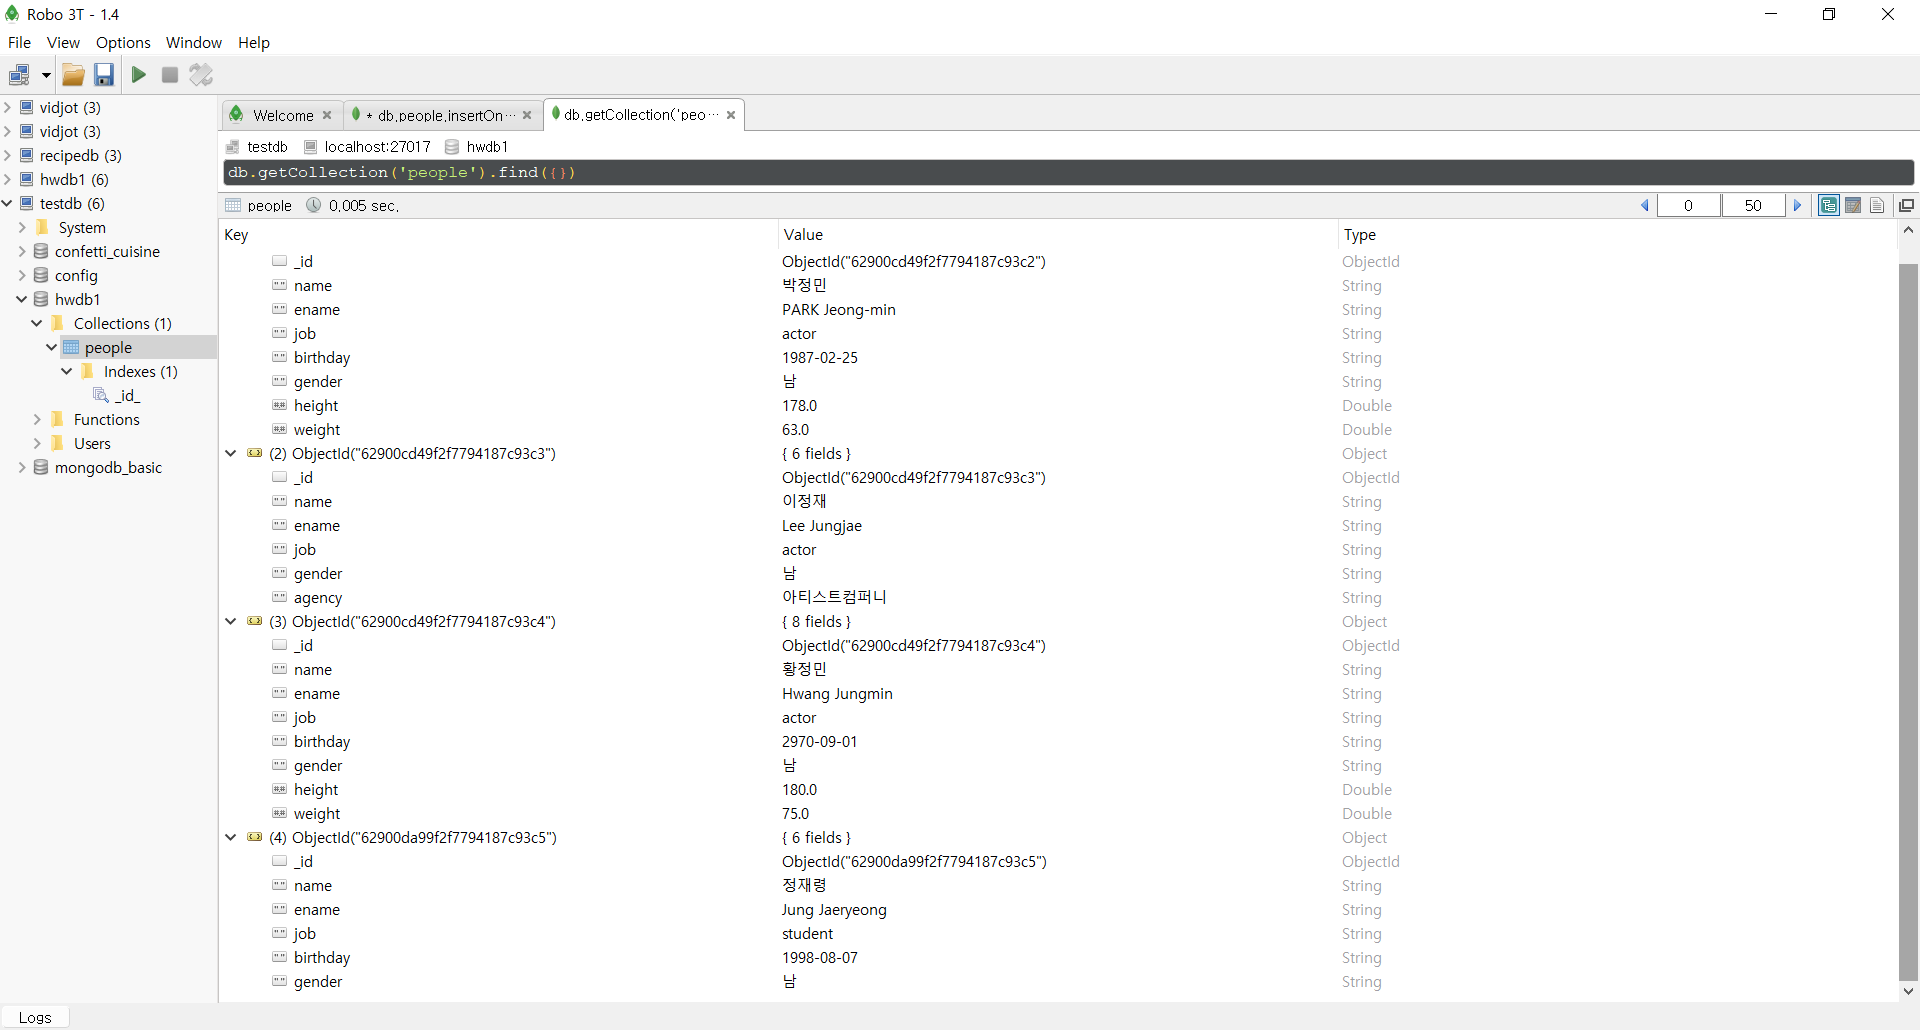 Robo 3T - 1.4
File View Options Window Help
vidjot (3)
vidjot (3)
recipedb (3)
hwdb1 (6)
testdb (6)
System
confetti_cuisine
config
hwdb1
Collections (1)
people
Indexes (1)
_id_
Functions
Users
mongodb_basic
Welcome
* db.people.insertOn···
db.getCollection('peo···
testdb localhost:27017 hwdb1
db.getCollection('people').find({})
people 0.005 sec.
0 50
Key Value Type
_id ObjectId("62900cd49f2f7794187c93c2") ObjectId
name 박정민 String
ename PARK Jeong-min String
job actor String
birthday 1987-02-25 String
gender 남 String
height 178.0 Double
weight 63.0 Double
(2) ObjectId("62900cd49f2f7794187c93c3") { 6 fields } Object
_id ObjectId("62900cd49f2f7794187c93c3") ObjectId
name 이정재 String
ename Lee Jungjae String
job actor String
gender 남 String
agency 아티스트컴퍼니 String
(3) ObjectId("62900cd49f2f7794187c93c4") { 8 fields } Object
_id ObjectId("62900cd49f2f7794187c93c4") ObjectId
name 황정민 String
ename Hwang Jungmin String
job actor String
birthday 2970-09-01 String
gender 남 String
height 180.0 Double
weight 75.0 Double
(4) ObjectId("62900da99f2f7794187c93c5") { 6 fields } Object
_id ObjectId("62900da99f2f7794187c93c5") ObjectId
name 정재령 String
ename Jung Jaeryeong String
job student String
birthday 1998-08-07 String
gender 남 String
Logs